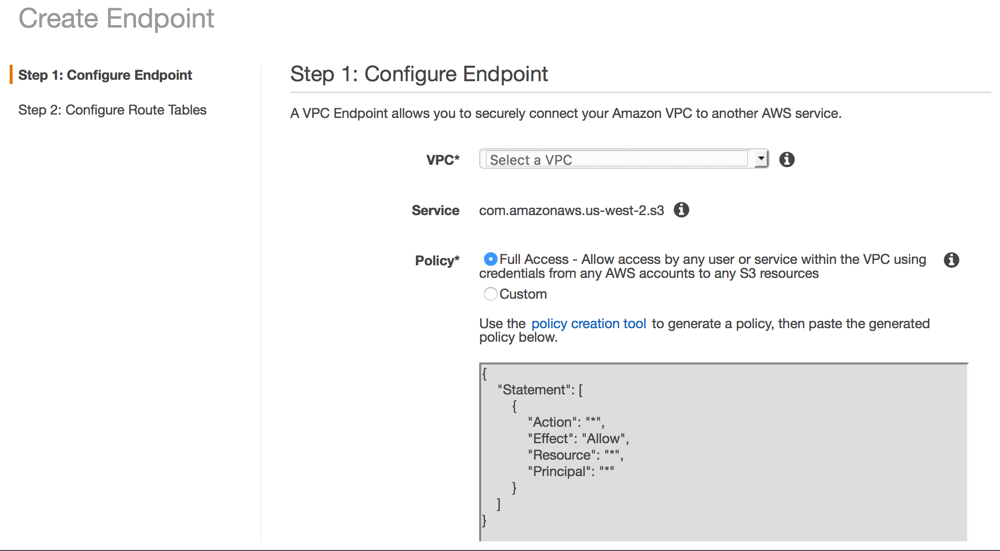 Create Endpoint
Step 1: Configure Endpoint
Step 2: Configure Route Tables
Step 1: Configure Endpoint
A VPC Endpoint allows you to securely connect your Amazon VPC to another AWS service.
VPC* Select a VPC
Service com.amazonaws.us-west-2.s3
Policy* Full Access - Allow access by any user or service within the VPC using
credentials from any AWS accounts to any S3 resources
Custom
Use the policy creation tool to generate a policy, then paste the generated
policy below.
{
"Statement": [
{
"Action": "*",
"Effect": "Allow",
"Resource": "*",
"Principal": "*"
}
]
}